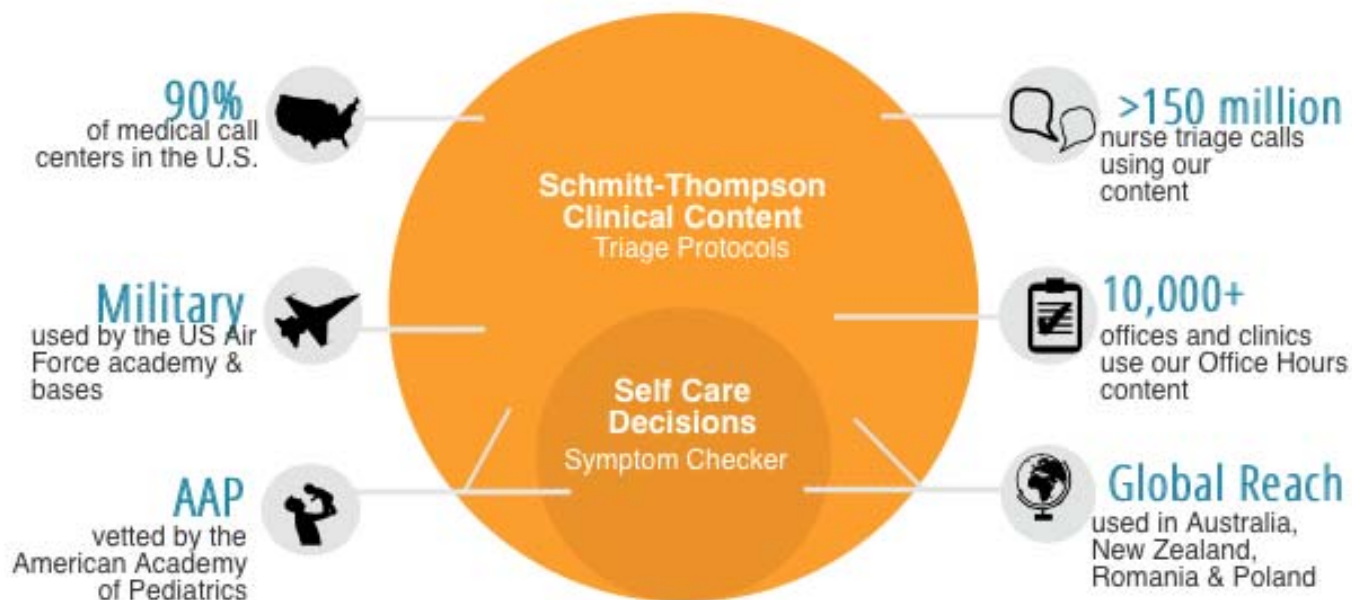 90%
of medical call
centers in the U.S.
Military
used by the US Air
Force academy &
bases
AAP
vetted by the
American Academy
of Pediatrics
Schmitt-Thompson
Clinical Content
Triage Protocols
Self Care
Decisions
Symptom Checker
>150 million
nurse triage calls
using our
content
10,000+
offices and clinics
use our Office Hours
content
Global Reach
used in Australia,
New Zealand,
Romania & Poland